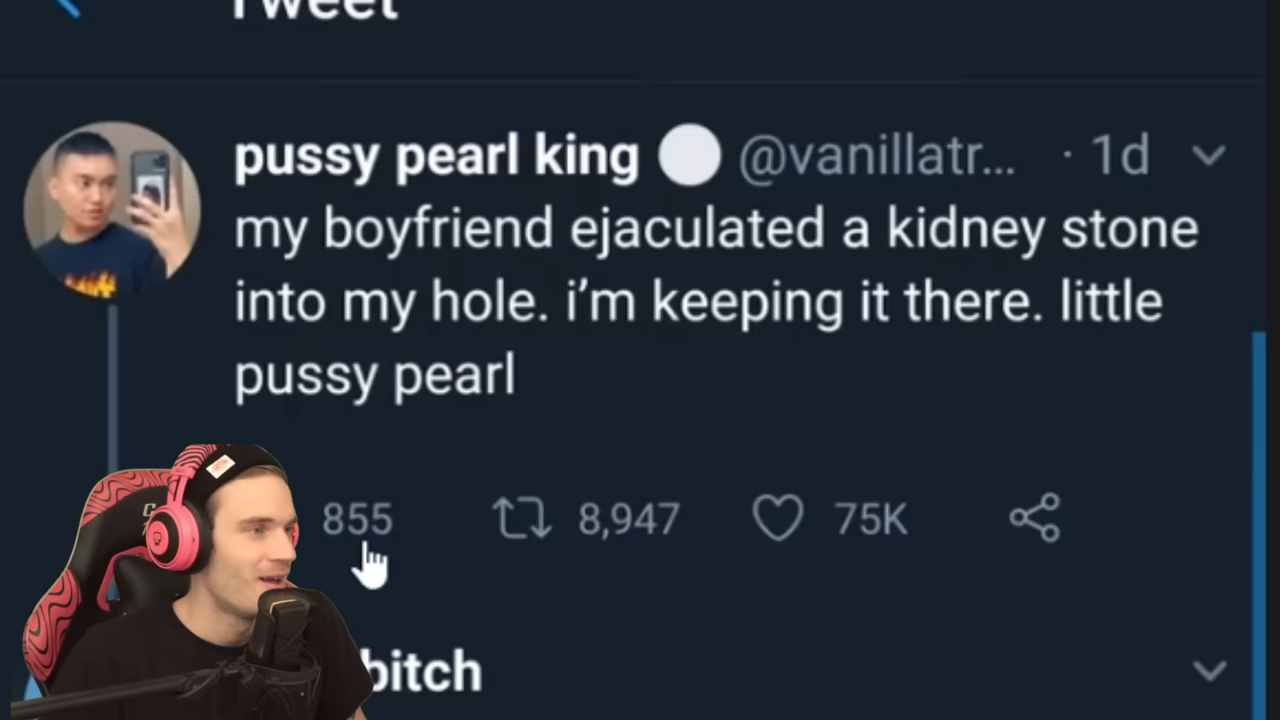 Tweet
pussy pearl king @vanillatr... · 1d
my boyfriend ejaculated a kidney stone
into my hole. i’m keeping it there. little
pussy pearl
855 8,947 75K
bitch